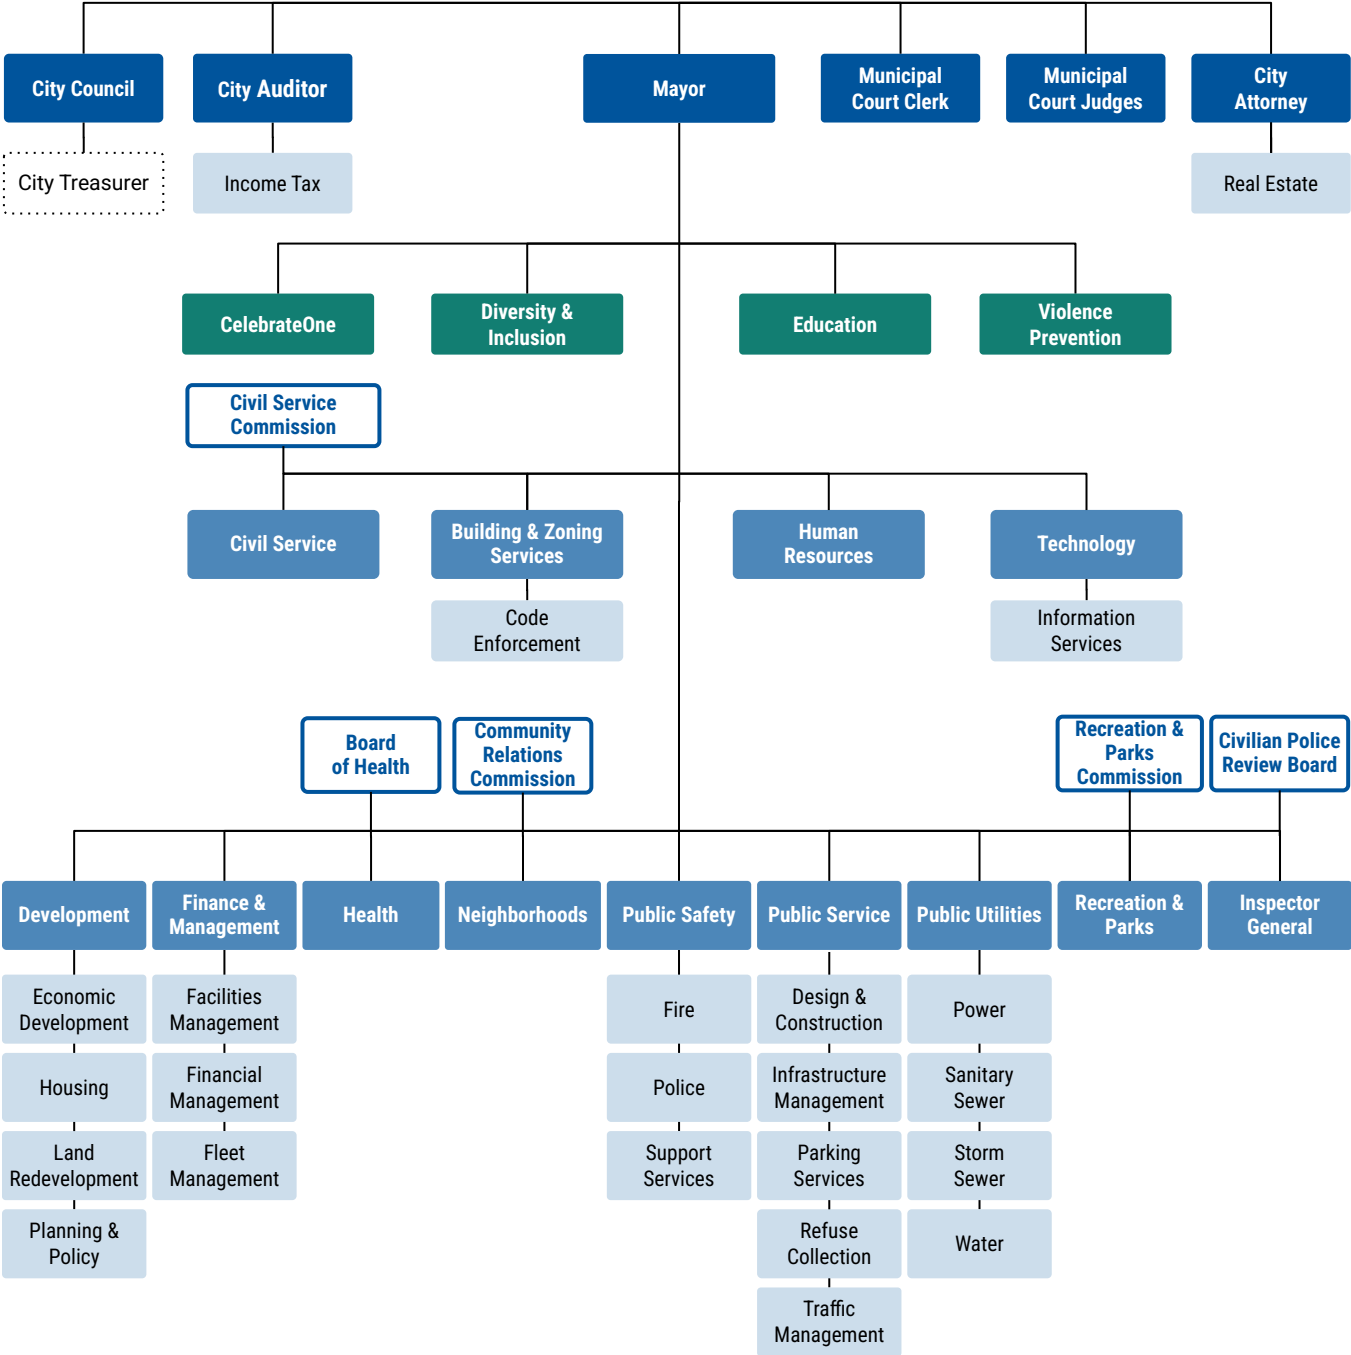 City Council
City Auditor
Mayor
Municipal
Court Clerk
Municipal
Court Judges
City
Attorney
City Treasurer
Income Tax
Real Estate
CelebrateOne
Diversity &
Inclusion
Education
Violence
Prevention
Civil Service
Commission
Civil Service
Building & Zoning
Services
Human
Resources
Technology
Code
Enforcement
Information
Services
Board
of Health
Community
Relations
Commission
Recreation &
Parks
Commission
Civilian Police
Review Board
Development
Finance &
Management
Health
Neighborhoods
Public Safety
Public Service
Public Utilities
Recreation &
Parks
Inspector
General
Economic
Development
Facilities
Management
Fire
Design &
Construction
Power
Housing
Financial
Management
Police
Infrastructure
Management
Sanitary
Sewer
Land
Redevelopment
Fleet
Management
Support
Services
Parking
Services
Storm
Sewer
Planning &
Policy
Refuse
Collection
Water
Traffic
Management